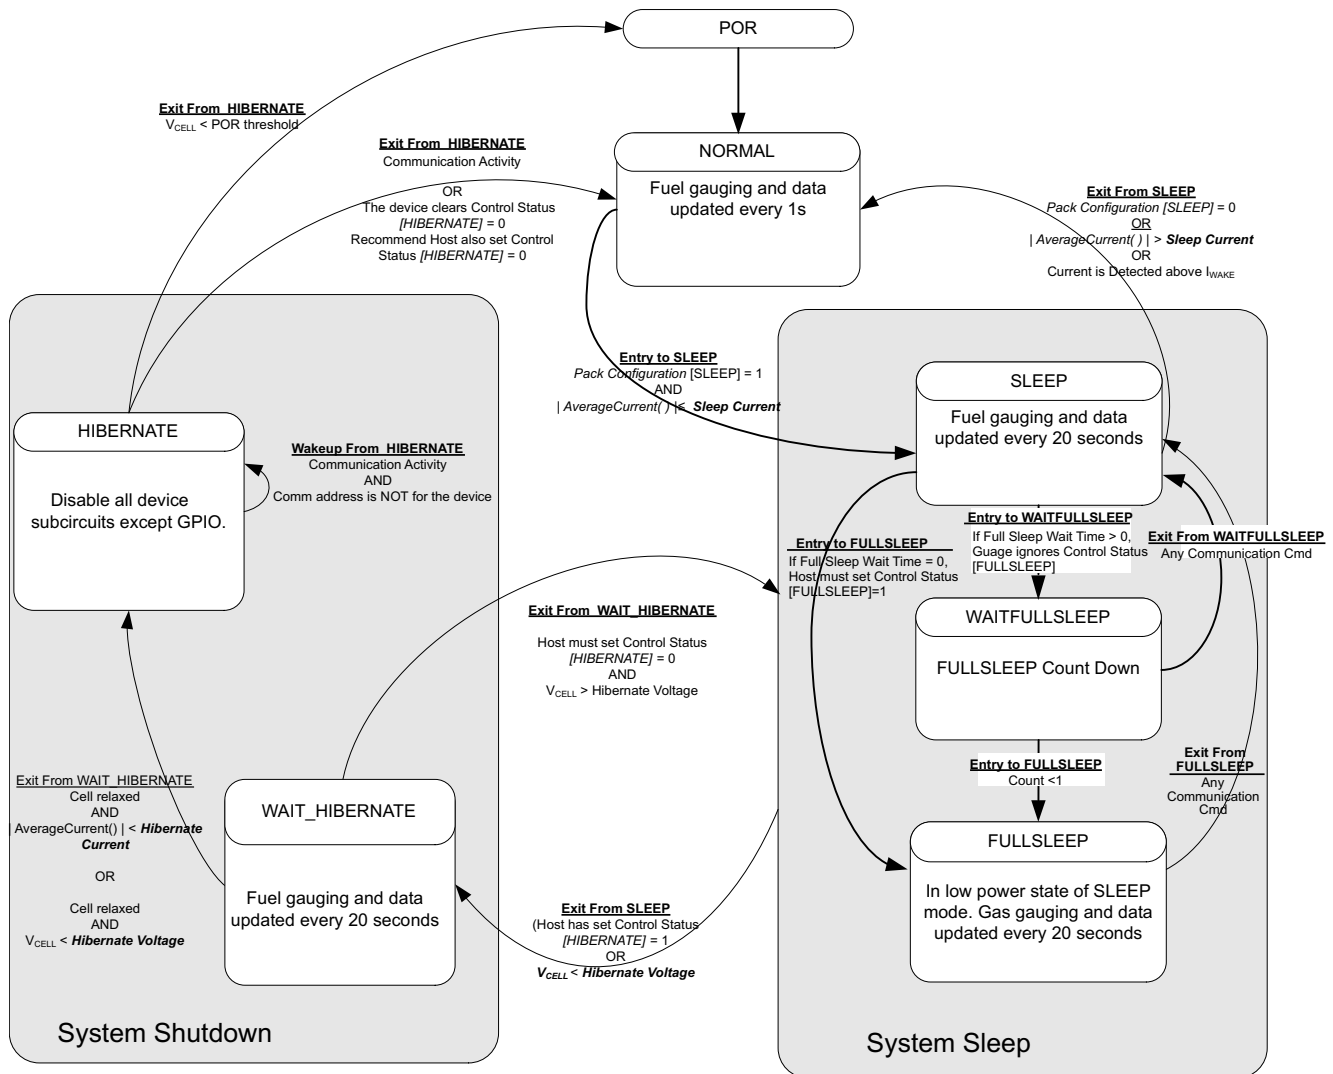 POR
Exit From HIBERNATE
VCELL < POR threshold
Exit From HIBERNATE
Communication Activity
OR
The device clears Control Status
[HIBERNATE] = 0
Recommend Host also set Control
Status [HIBERNATE] = 0
NORMAL
Fuel gauging and data
updated every 1s
Exit From SLEEP
Pack Configuration [SLEEP] = 0
OR
| AverageCurrent( ) | > Sleep Current
OR
Current is Detected above IWAKE
Entry to SLEEP
Pack Configuration [SLEEP] = 1
AND
| AverageCurrent( ) |≤ Sleep Current
SLEEP
Fuel gauging and data
updated every 20 seconds
HIBERNATE
Disable all device
subcircuits except GPIO.
Wakeup From HIBERNATE
Communication Activity
AND
Comm address is NOT for the device
Entry to FULLSLEEP
If Full Sleep Wait Time = 0,
Host must set Control Status
[FULLSLEEP]=1
Entry to WAITFULLSLEEP
If Full Sleep Wait Time > 0,
Guage ignores Control Status
[FULLSLEEP]
Exit From WAITFULLSLEEP
Any Communication Cmd
WAITFULLSLEEP
FULLSLEEP Count Down
Exit From WAIT_HIBERNATE
Host must set Control Status
[HIBERNATE] = 0
AND
VCELL > Hibernate Voltage
Entry to FULLSLEEP
Count <1
Exit From
FULLSLEEP
Any
Communication
Cmd
Exit From WAIT_HIBERNATE
Cell relaxed
AND
| AverageCurrent() | < Hibernate
Current
OR
Cell relaxed
AND
VCELL < Hibernate Voltage
WAIT_HIBERNATE
Fuel gauging and data
updated every 20 seconds
FULLSLEEP
In low power state of SLEEP
mode. Gas gauging and data
updated every 20 seconds
Exit From SLEEP
(Host has set Control Status
[HIBERNATE] = 1
OR
VCELL < Hibernate Voltage
System Shutdown
System Sleep